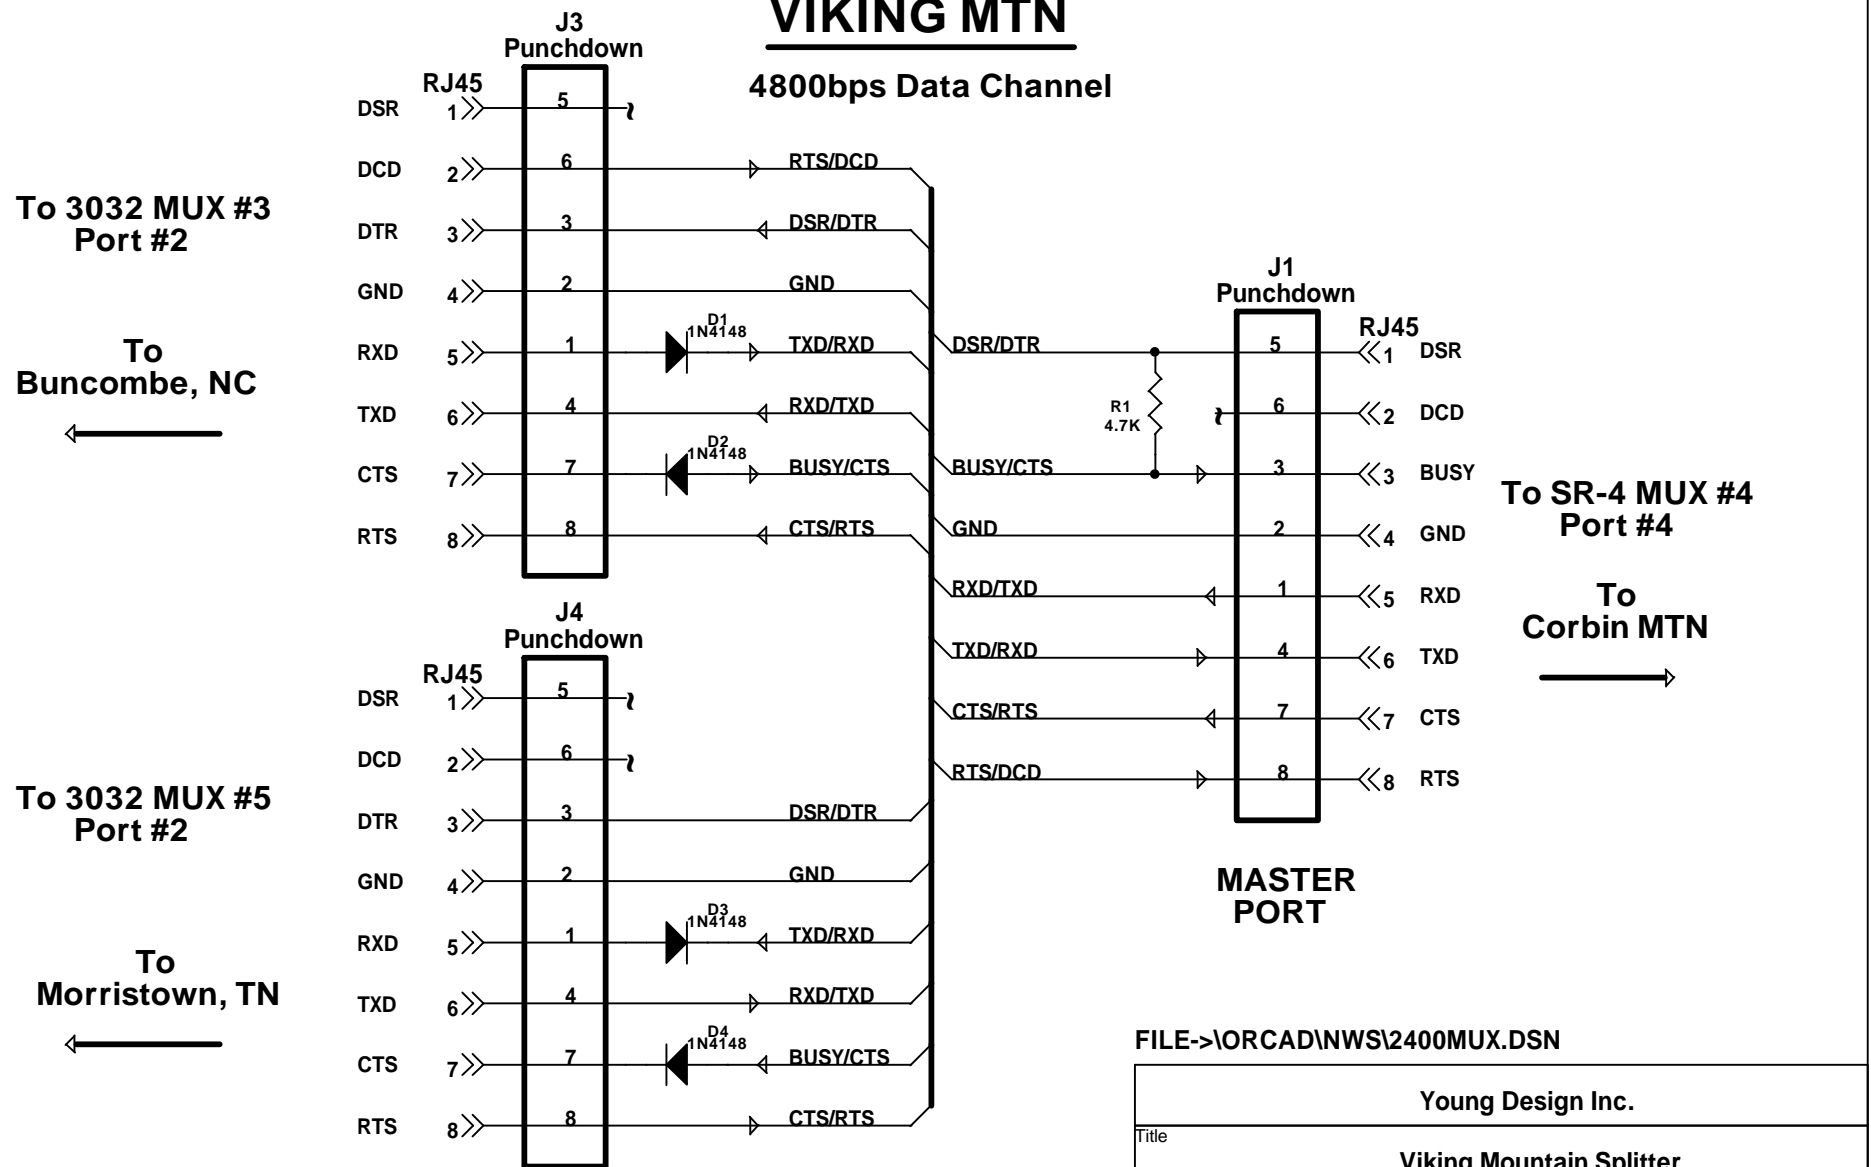 VIKING MTN
4800bps Data Channel
J3
Punchdown
RJ45
DSR 1 5
DCD 2 6 RTS/DCD
DTR 3 3 DSR/DTR
GND 4 2 GND
D1
1N4148
RXD 5 1 TXD/RXD
TXD 6 4 RXD/TXD
D2
1N4148
CTS 7 7 BUSY/CTS
RTS 8 8 CTS/RTS
To 3032 MUX #3
Port #2
To
Buncombe, NC
J4
Punchdown
RJ45
DSR 1 5
DCD 2 6
DTR 3 3 DSR/DTR
GND 4 2 GND
D3
1N4148
RXD 5 1 TXD/RXD
TXD 6 4 RXD/TXD
D4
1N4148
CTS 7 7 BUSY/CTS
RTS 8 8 CTS/RTS
To 3032 MUX #5
Port #2
To
Morristown, TN
J1
Punchdown
RJ45
DSR/DTR 5 1 DSR
R1
4.7K
6 2 DCD
BUSY/CTS 3 3 BUSY
GND 2 4 GND
RXD/TXD 1 5 RXD
TXD/RXD 4 6 TXD
CTS/RTS 7 7 CTS
RTS/DCD 8 8 RTS
To SR-4 MUX #4
Port #4
To
Corbin MTN
MASTER
PORT
FILE->\ORCAD\NWS\2400MUX.DSN
Young Design Inc.
Title
Viking Mountain Splitter